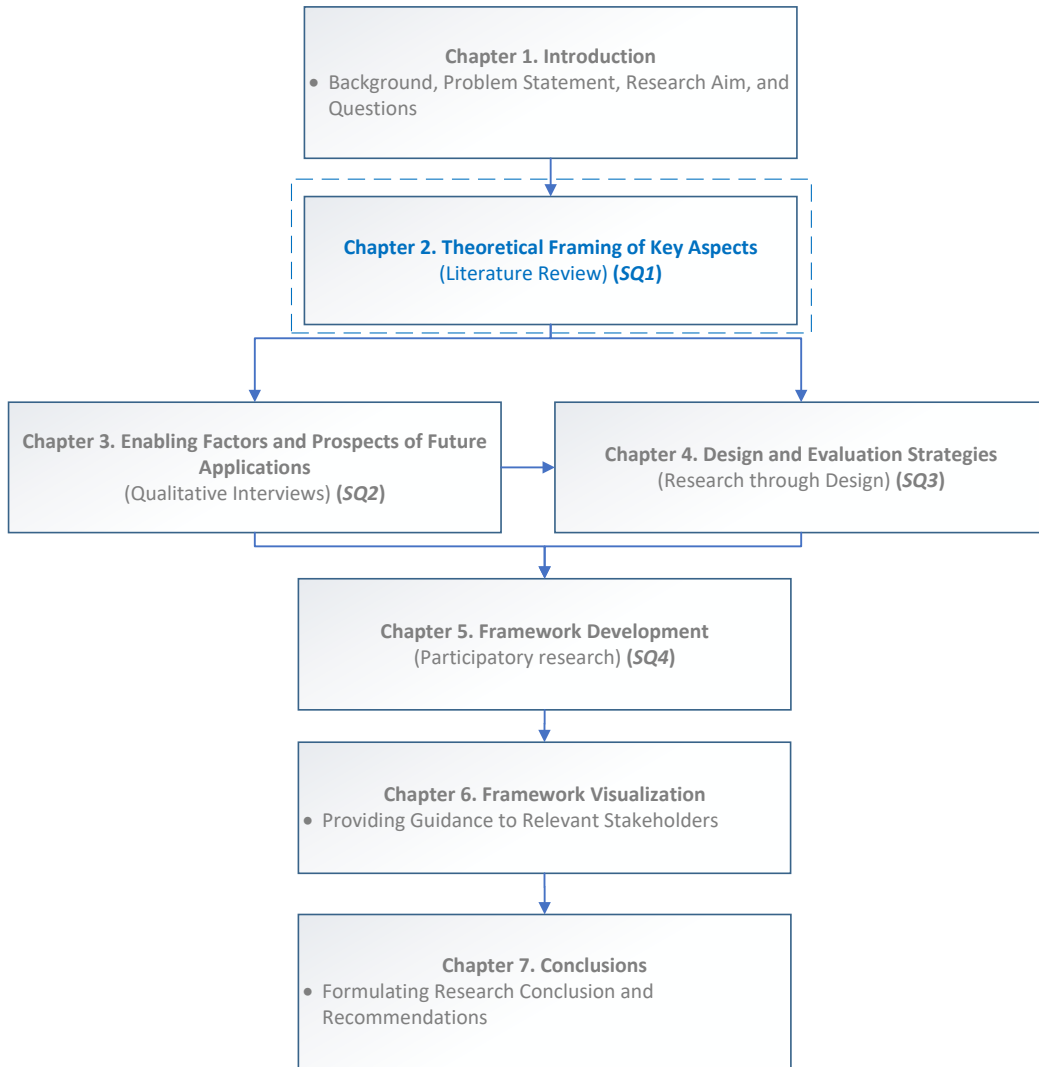 Chapter 1. Introduction
• Background, Problem Statement, Research Aim, and
Questions
Chapter 2. Theoretical Framing of Key Aspects
(Literature Review) (SQ1)
Chapter 3. Enabling Factors and Prospects of Future
Applications
(Qualitative Interviews) (SQ2)
Chapter 4. Design and Evaluation Strategies
(Research through Design) (SQ3)
Chapter 5. Framework Development
(Participatory research) (SQ4)
Chapter 6. Framework Visualization
• Providing Guidance to Relevant Stakeholders
Chapter 7. Conclusions
• Formulating Research Conclusion and
Recommendations